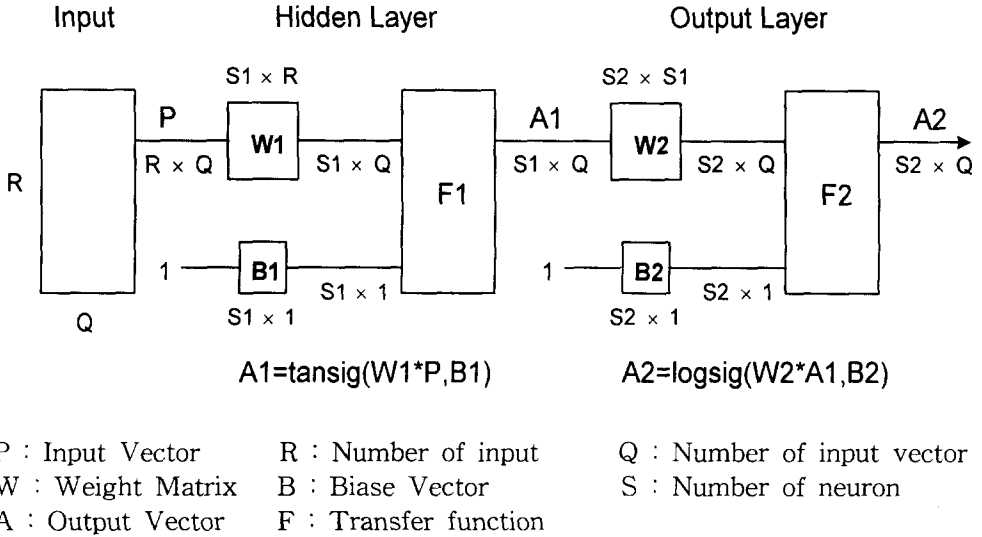 Input Hidden Layer Output Layer
S1 × R S2 × S1
P W1 A1 W2 A2
R × Q S1 × Q S1 × Q S2 × Q S2 × Q
R F1 F2
1 B1 1 B2
S1 × 1 S2 × 1
Q S1 × 1 S2 × 1
A1=tansig(W1*P,B1) A2=logsig(W2*A1,B2)
P : Input Vector R : Number of input Q : Number of input vector
W : Weight Matrix B : Biase Vector S : Number of neuron
A : Output Vector F : Transfer function